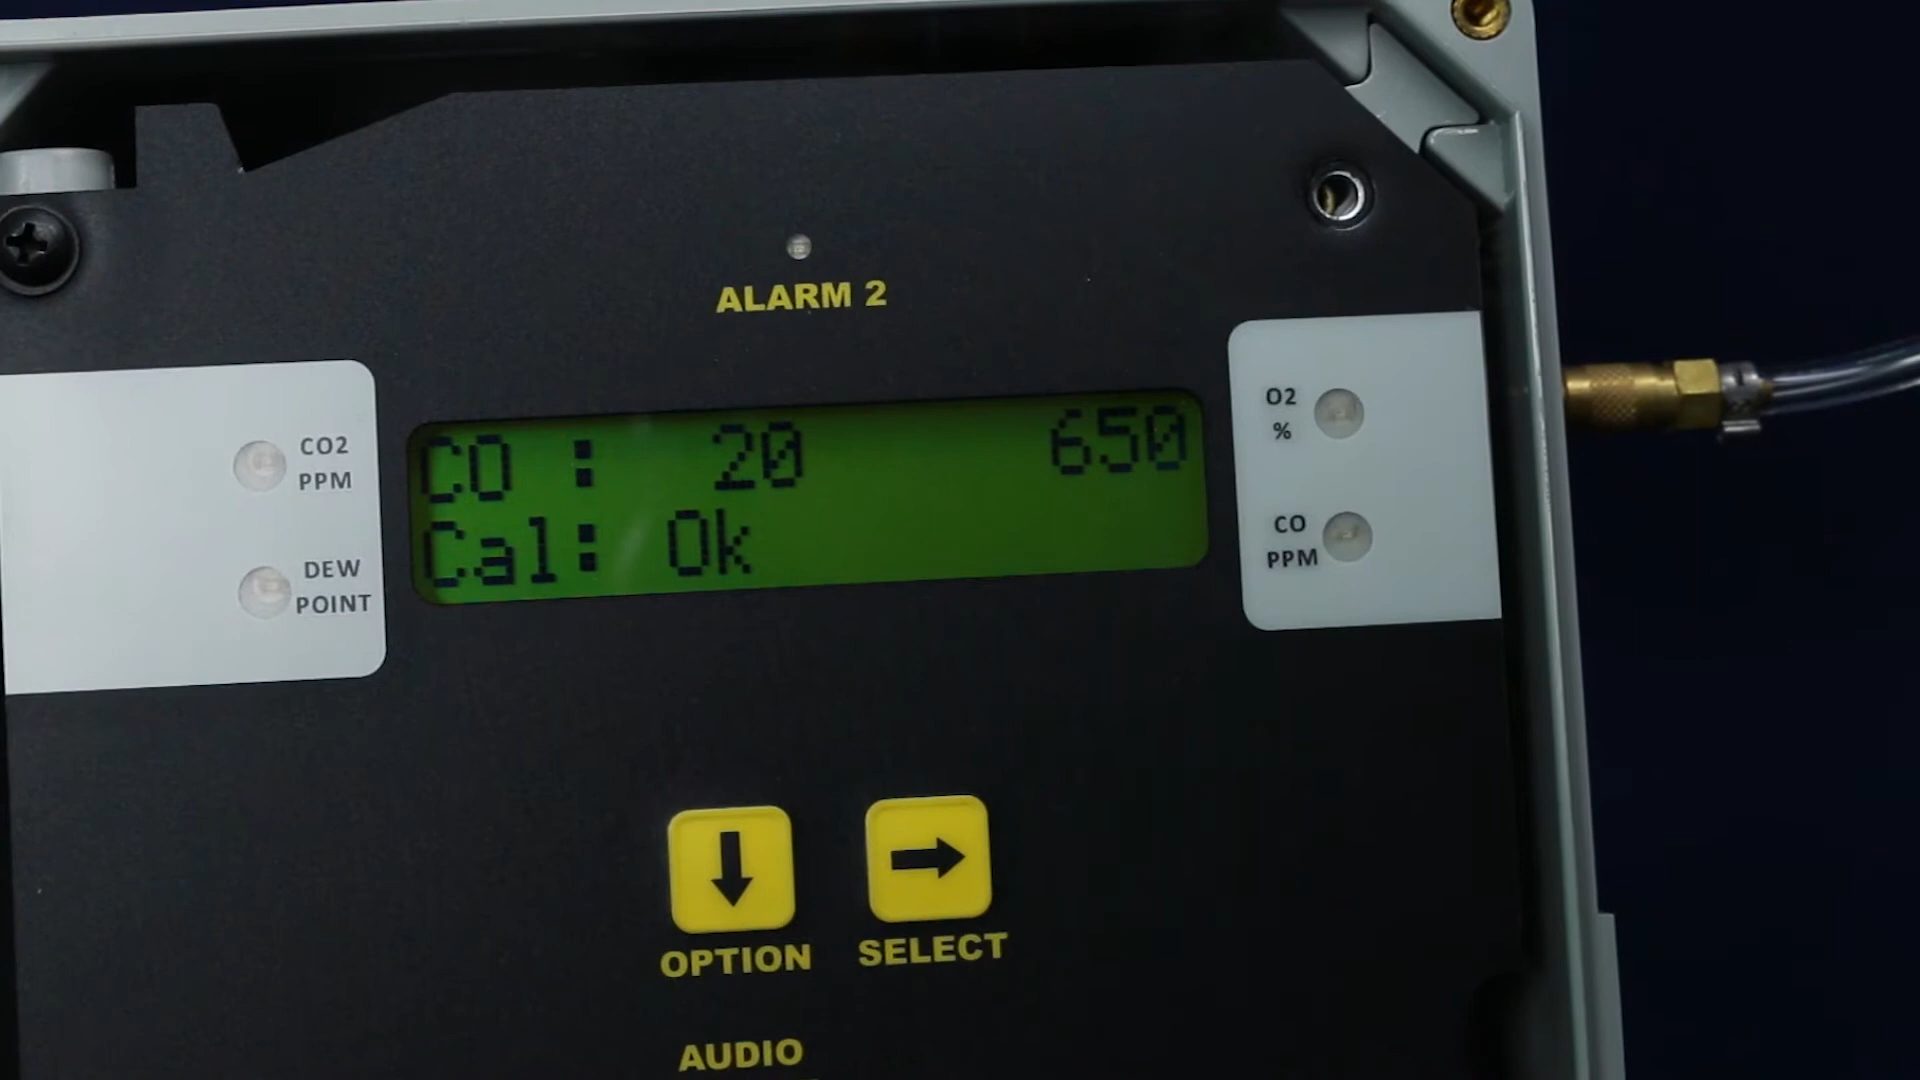 ALARM 2
CO2
PPM
DEW
POINT
CO : 20 650
Cal: Ok
O2
%
CO
PPM
OPTION
SELECT
AUDIO